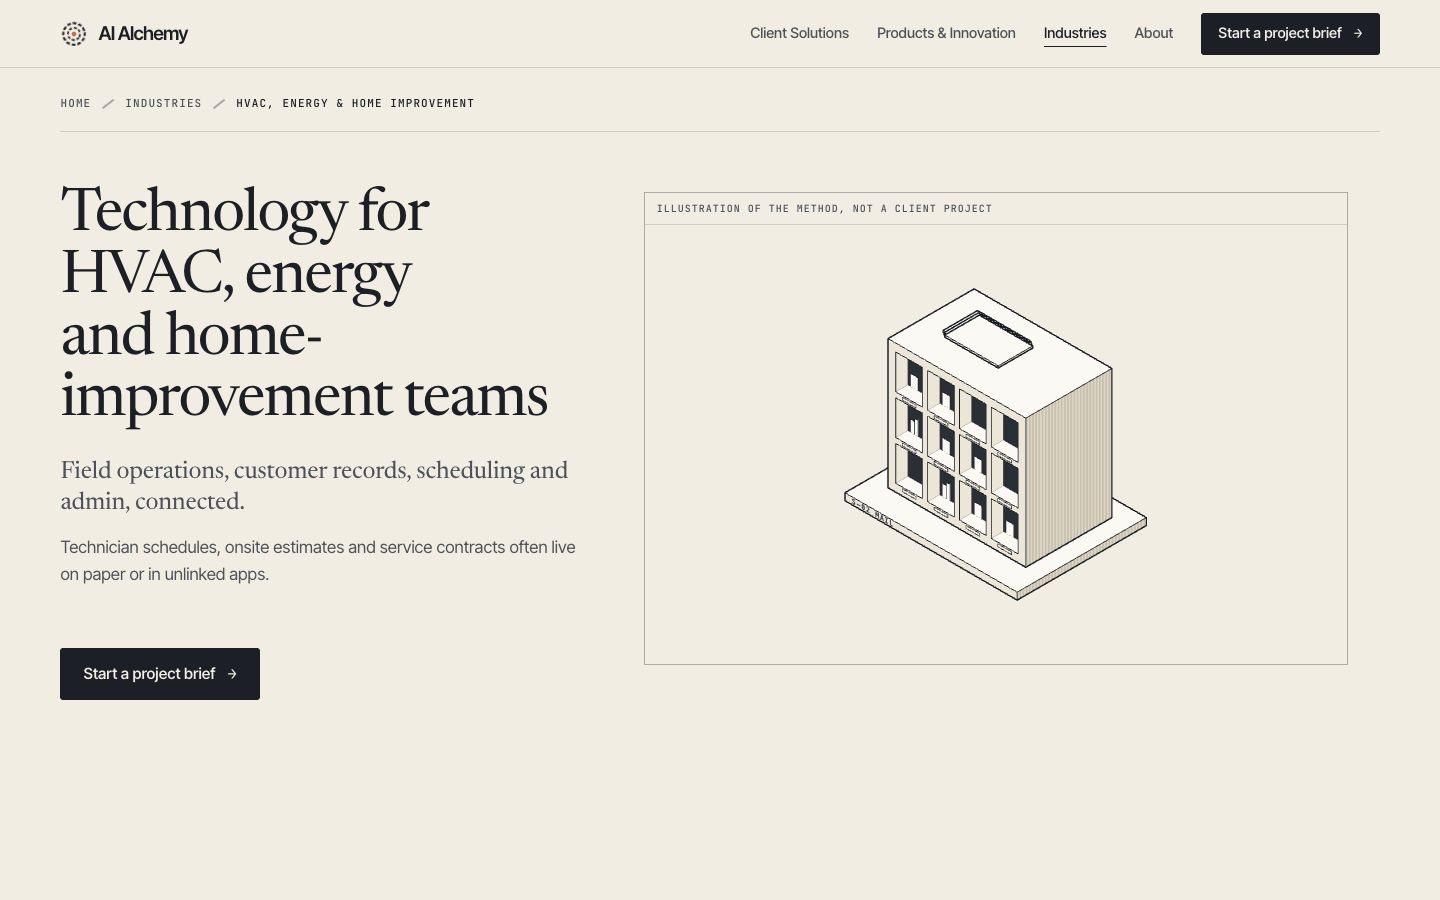 AI Alchemy
Client Solutions
Products & Innovation
Industries
About
Start a project brief →
HOME / INDUSTRIES / HVAC, ENERGY & HOME IMPROVEMENT
Technology for
HVAC, energy
and home-
improvement teams
Field operations, customer records, scheduling and
admin, connected.
Technician schedules, onsite estimates and service contracts often live
on paper or in unlinked apps.
Start a project brief →
ILLUSTRATION OF THE METHOD, NOT A CLIENT PROJECT